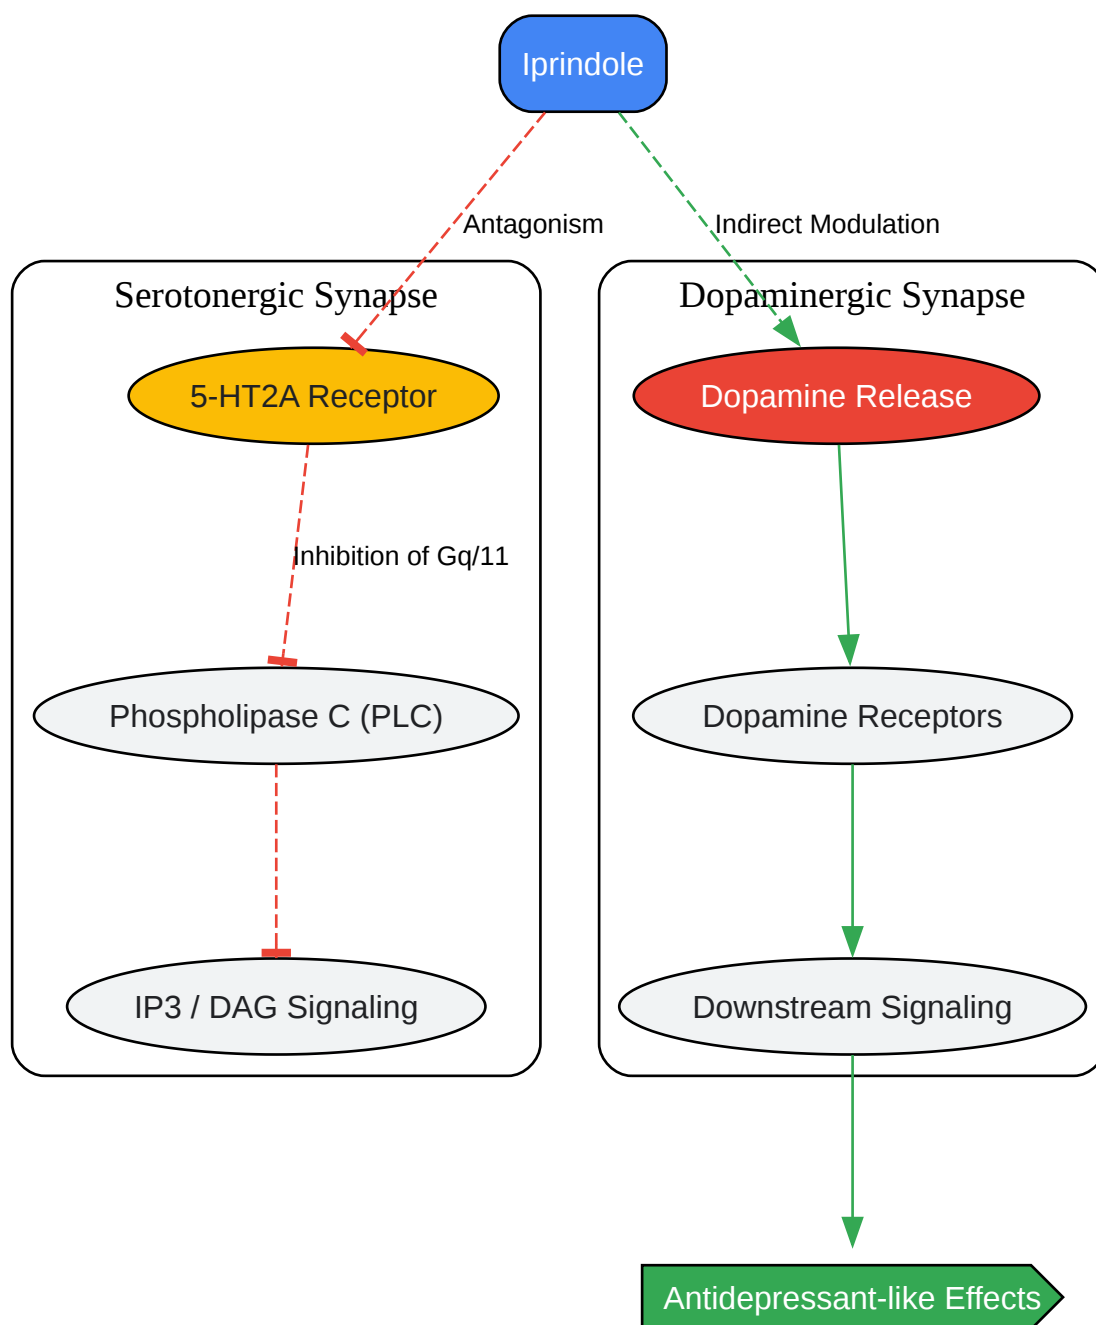 Iprindole
Antagonism
Indirect Modulation
Serotonergic Synapse
Dopaminergic Synapse
5-HT2A Receptor
Dopamine Release
Inhibition of Gq/11
Phospholipase C (PLC)
Dopamine Receptors
IP3 / DAG Signaling
Downstream Signaling
Antidepressant-like Effects